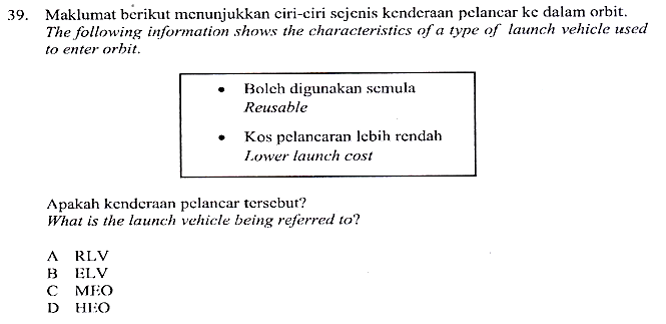 39. Maklumat berikut menunjukkan ciri-ciri sejenis kenderaan pelancar ke dalam orbit.
The following information shows the characteristics of a type of launch vehicle used
to enter orbit.
• Boleh digunakan semula
Reusable
• Kos pelancaran lebih rendah
Lower launch cost
Apakah kenderaan pelancar tersebut?
What is the launch vehicle being referred to?
A RLV
B ELV
C MEO
D HEO